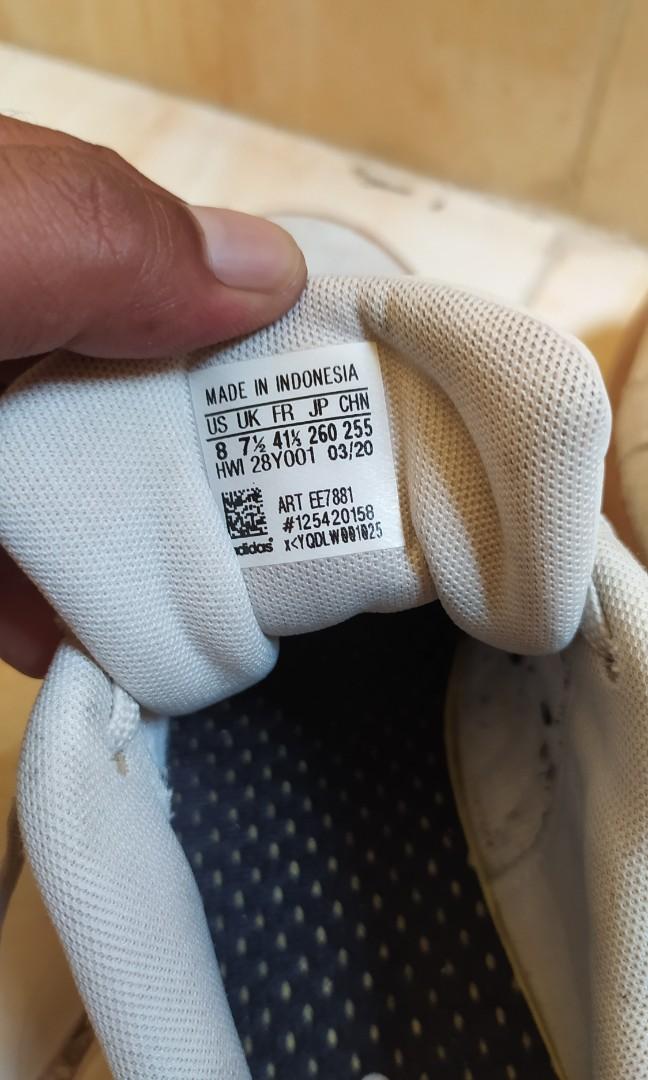 MADE IN INDONESIA
US UK FR JP CHN
8 7½ 41⅓ 260 255
HWI 28Y001 03/20
ART EE7881
#125420158
adidas® x<YQDLW001025